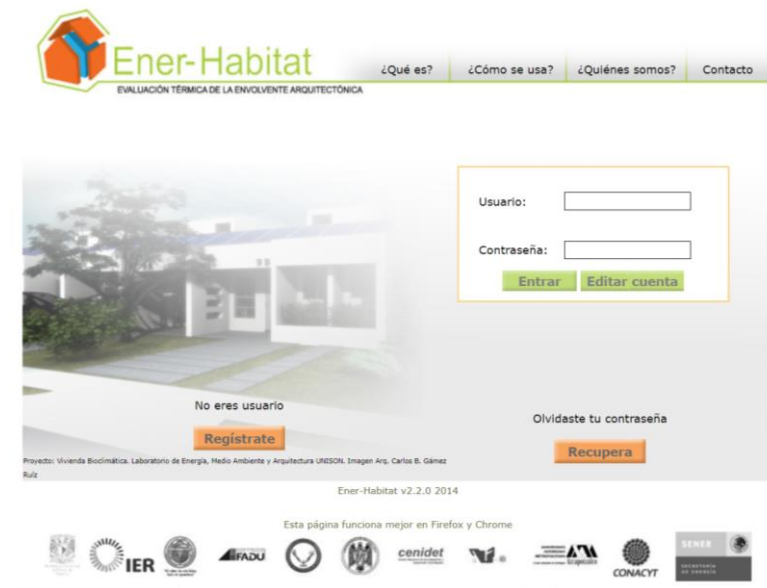 Ener-Habitat
EVALUACIÓN TÉRMICA DE LA ENVOLVENTE ARQUITECTÓNICA
¿Qué es?
¿Cómo se usa?
¿Quiénes somos?
Contacto
Usuario:
Contraseña:
Entrar
Editar cuenta
No eres usuario
Regístrate
Olvidaste tu contraseña
Recupera
Proyecto: Vivienda Bioclimática. Laboratorio de Energía, Medio Ambiente y Arquitectura UNISON. Imagen Arq. Carlos B. Gámez
Ruiz
Ener-Habitat v2.2.0 2014
Esta página funciona mejor en Firefox y Chrome
IER
FADU
cenidet
CONACYT
SENER
SECRETARÍA
DE ENERGÍA